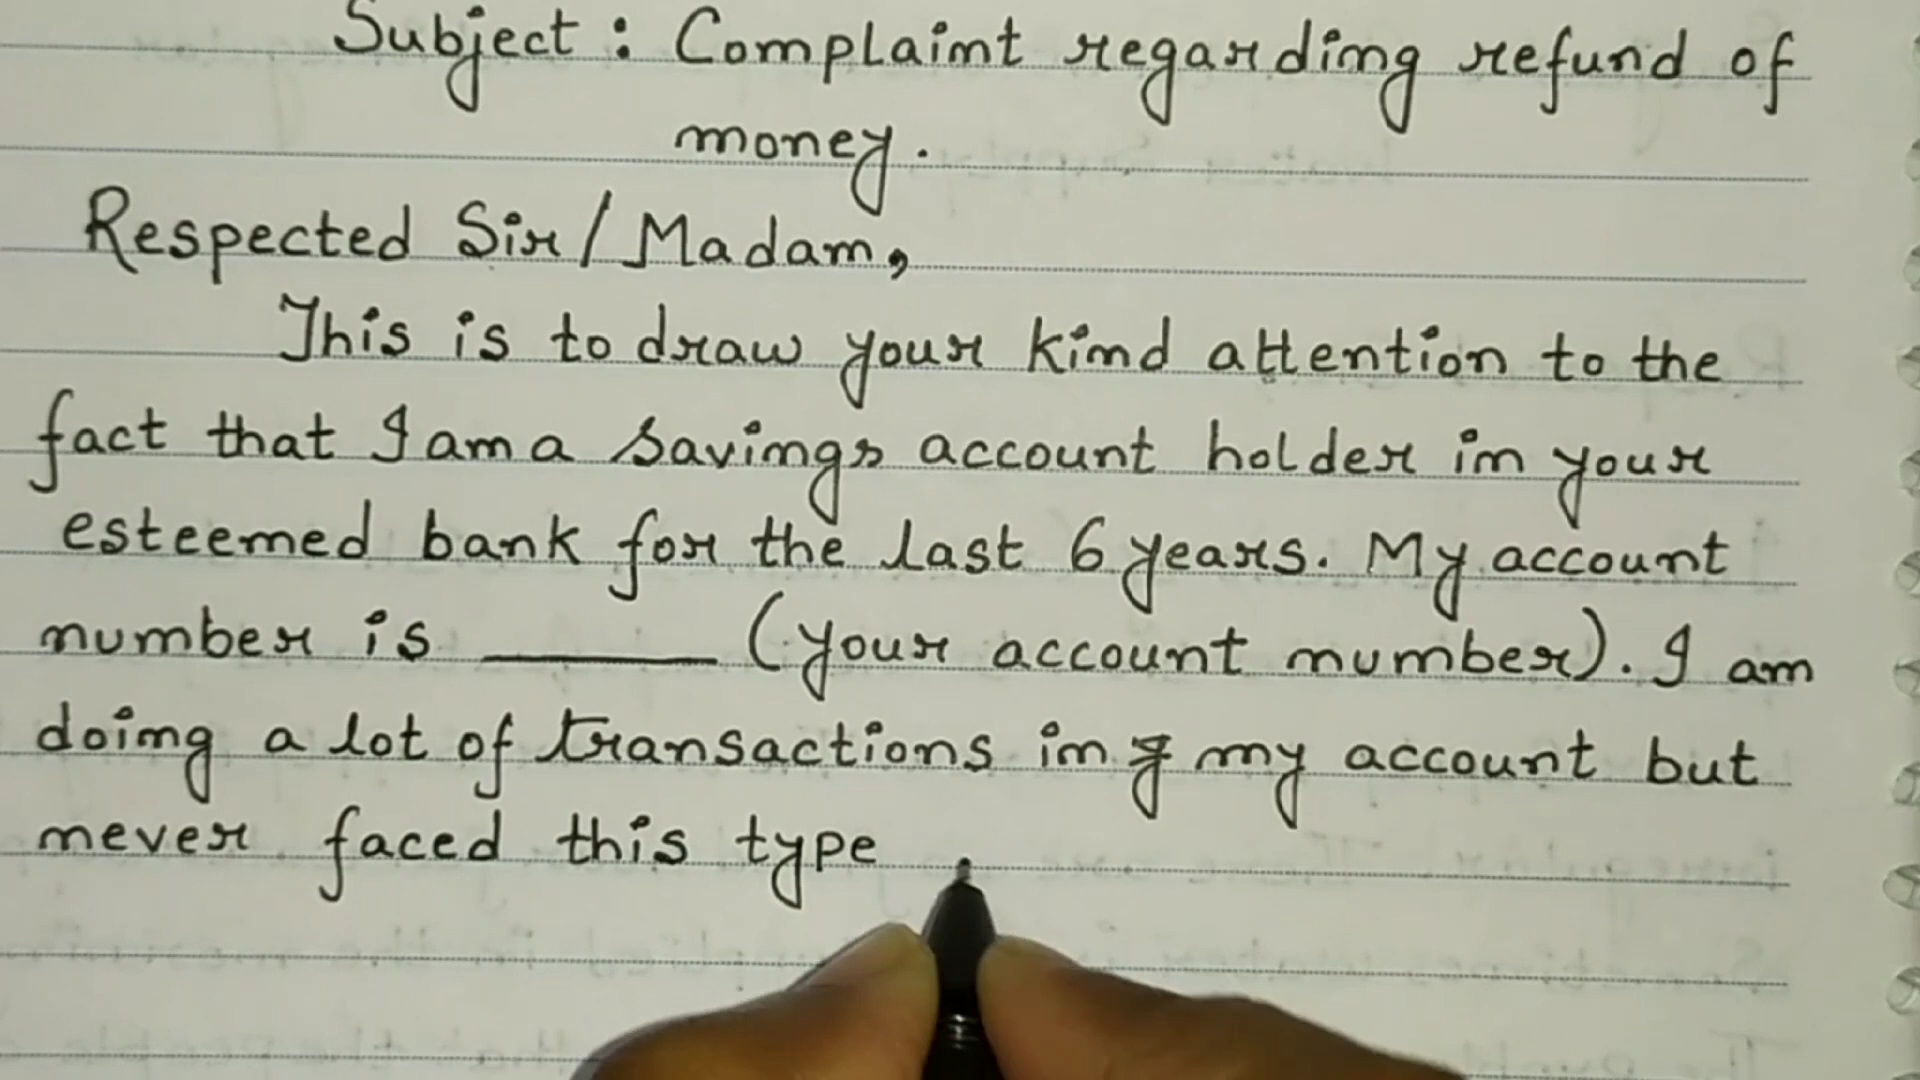 Subject : Complaint regarding refund of
money.
Respected Sir/Madam,
This is to draw your kind attention to the
fact that I am a savings account holder in your
esteemed bank for the last 6 years. My account
number is ______ (your account number). I am
doing a lot of transactions in my account but
never faced this type